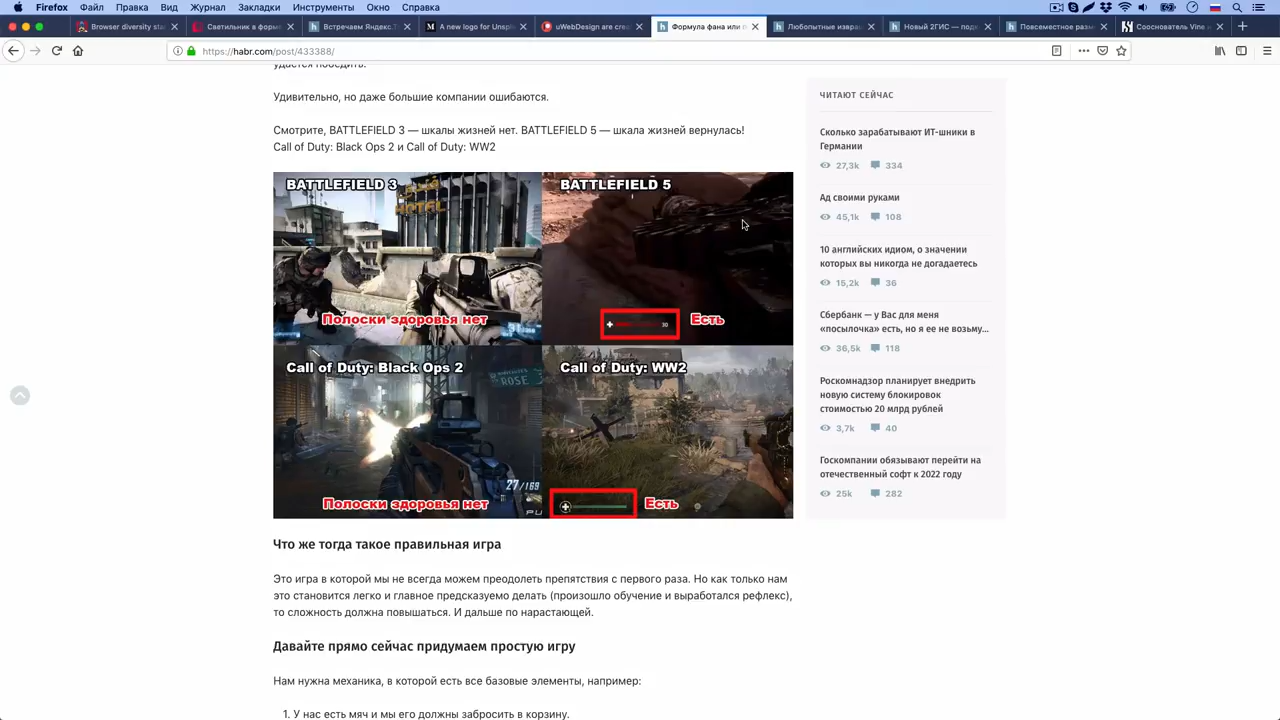 Firefox Файл Правка Вид Журнал Закладки Инструменты Окно Справка
Browser diversity sta
Светильник в форм
Встречаем Яндекс.Т
A new logo for Unspl
uWebDesign are crea
Формула фана или п
Любопытные извращ
Новый 2ГИС — подк
Повсеместное разм
Сооснователь Vine н
https://habr.com/post/433388/
удастся победить.
Удивительно, но даже большие компании ошибаются.
Смотрите, BATTLEFIELD 3 — шкалы жизней нет. BATTLEFIELD 5 — шкала жизней вернулась!
Call of Duty: Black Ops 2 и Call of Duty: WW2
BATTLEFIELD 3
HOTEL
Полоски здоровья нет
BATTLEFIELD 5
30
Есть
Call of Duty: Black Ops 2
ROSE
27/169
Полоски здоровья нет
Call of Duty: WW2
Есть
Что же тогда такое правильная игра
Это игра в которой мы не всегда можем преодолеть препятствия с первого раза. Но как только нам
это становится легко и главное предсказуемо делать (произошло обучение и выработался рефлекс),
то сложность должна повышаться. И дальше по нарастающей.
Давайте прямо сейчас придумаем простую игру
Нам нужна механика, в которой есть все базовые элементы, например:
1. У нас есть мяч и мы его должны забросить в корзину.
ЧИТАЮТ СЕЙЧАС
Сколько зарабатывают ИТ-шники в
Германии
27,3k 334
Ад своими руками
45,1k 108
10 английских идиом, о значении
которых вы никогда не догадаетесь
15,2k 36
Сбербанк — у Вас для меня
«посылочка» есть, но я ее не возьму...
36,5k 118
Роскомнадзор планирует внедрить
новую систему блокировок
стоимостью 20 млрд рублей
3,7k 40
Госкомпании обязывают перейти на
отечественный софт к 2022 году
25k 282